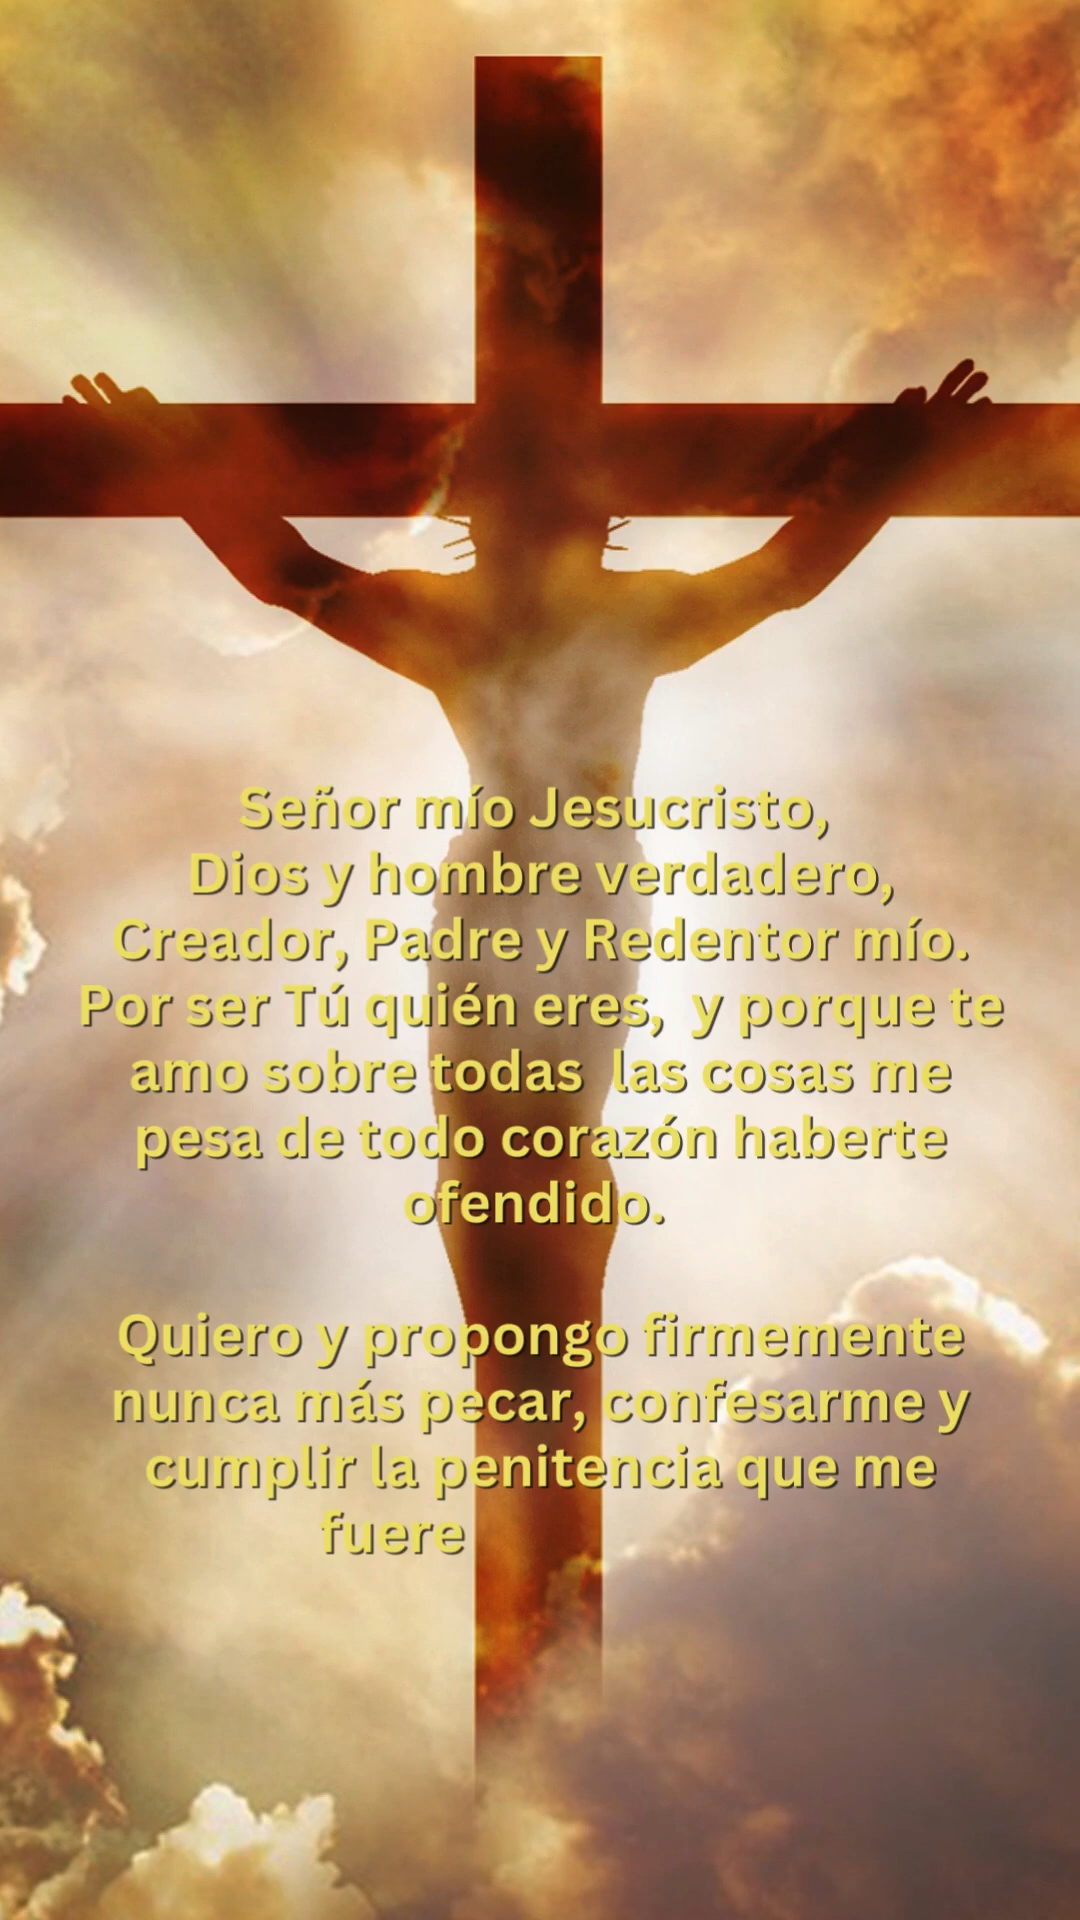 Señor mío Jesucristo,
Dios y hombre verdadero,
Creador, Padre y Redentor mío.
Por ser Tú quién eres,  y porque te
amo sobre todas  las cosas me
pesa de todo corazón haberte
ofendido.
Quiero y propongo firmemente
nunca más pecar, confesarme y
cumplir la penitencia que me
fuere